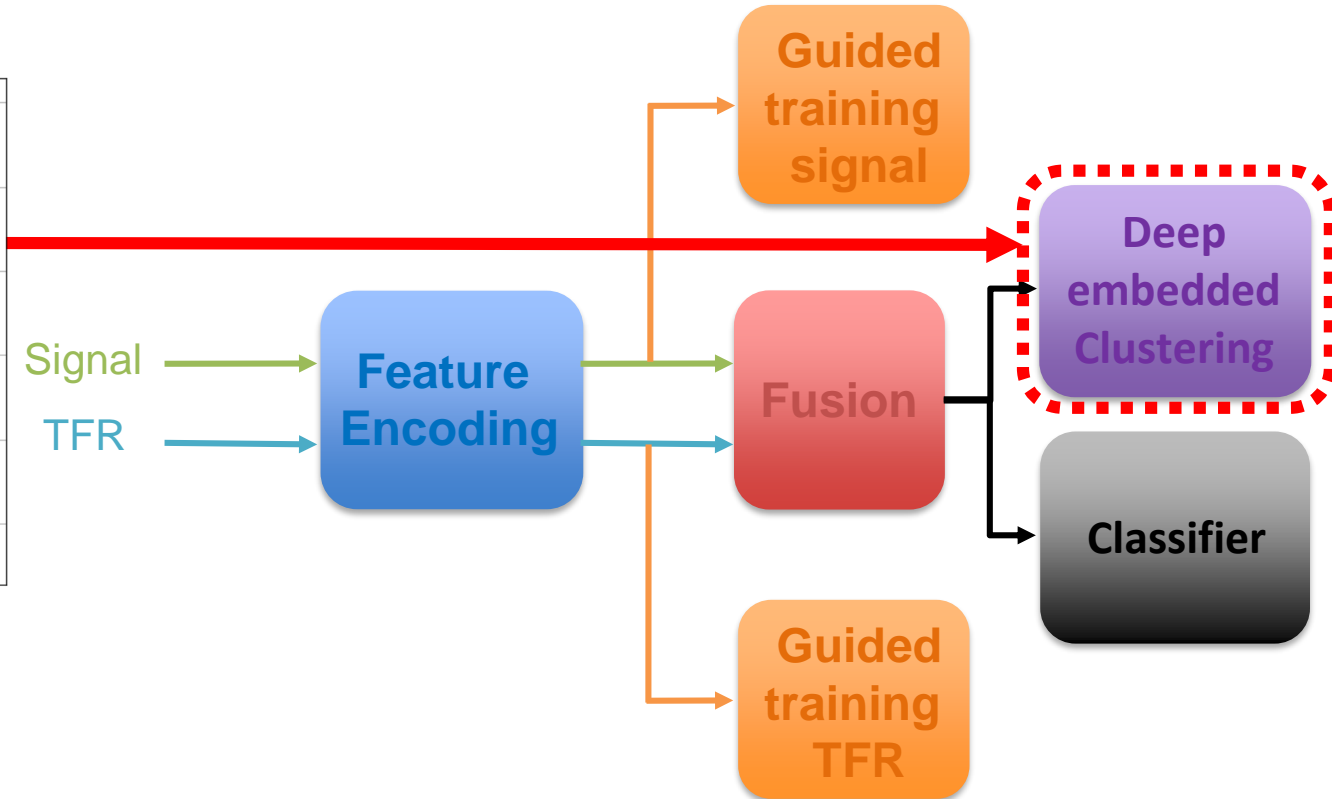 Guided
training
signal
Deep
embedded
Clustering
Signal
TFR
Feature
Encoding
Fusion
Classifier
Guided
training
TFR